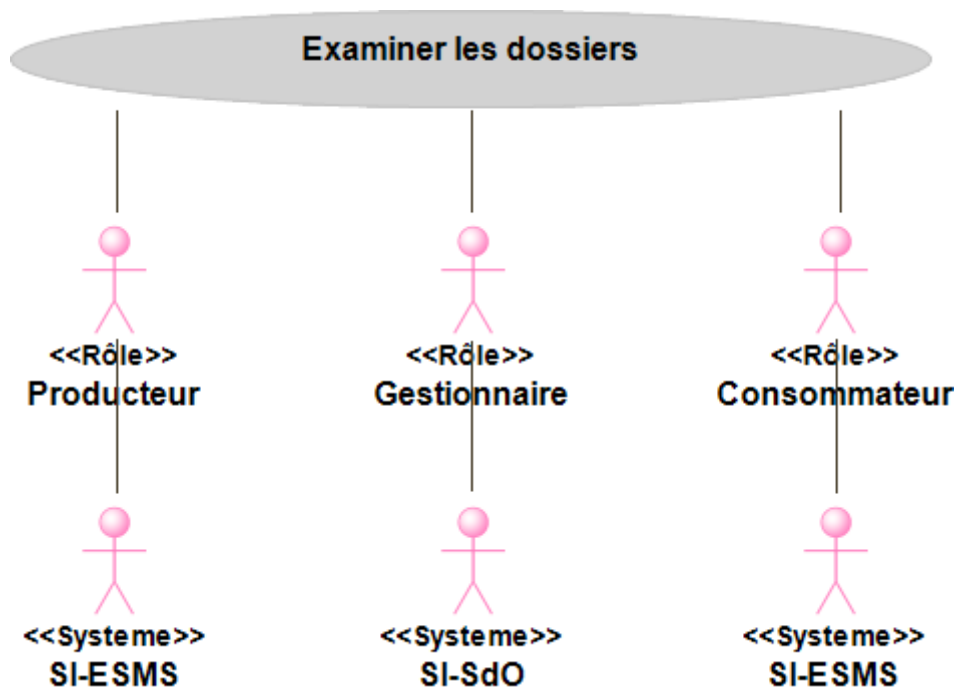 Examiner les dossiers
<<Rôle>> <<Rôle>> <<Rôle>>
Producteur Gestionnaire Consommateur
<<Systeme>> <<Systeme>> <<Systeme>>
SI-ESMS SI-SdO SI-ESMS